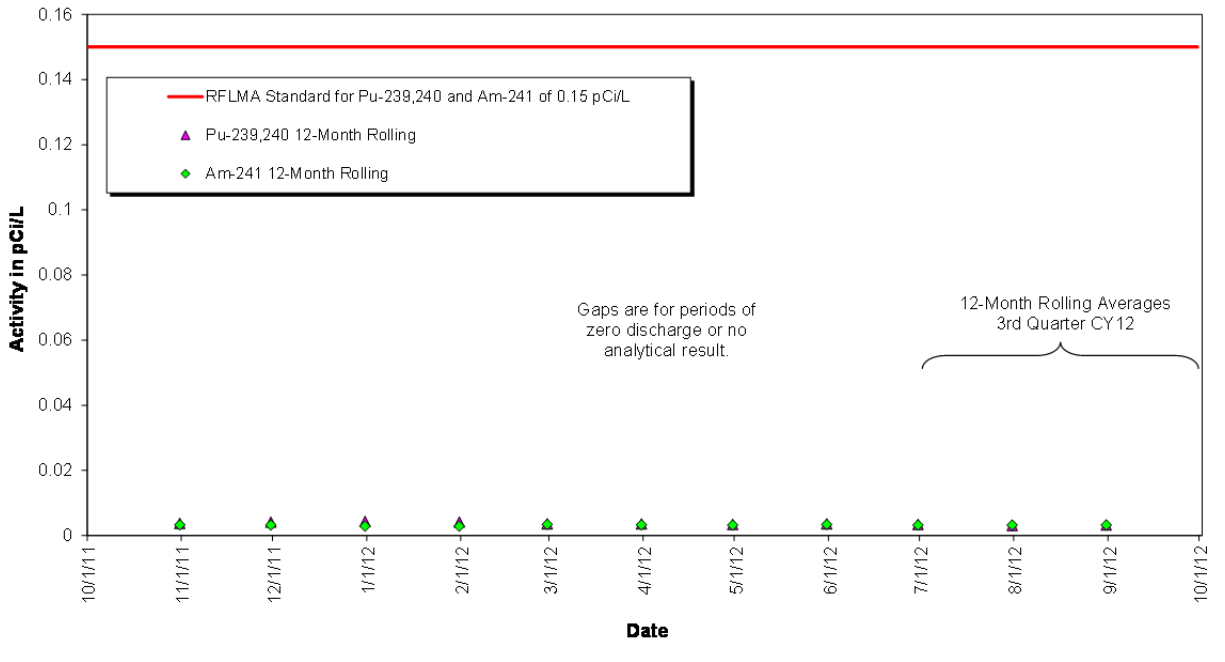 0.16
0.14
0.12
0.1
0.08
0.06
0.04
0.02
0
Activity in pCi/L
RFLMA Standard for Pu-239,240 and Am-241 of 0.15 pCi/L
Pu-239,240 12-Month Rolling
Am-241 12-Month Rolling
Gaps are for periods of
zero discharge or no
analytical result.
12-Month Rolling Averages
3rd Quarter CY12
10/1/11
11/1/11
12/1/11
1/1/12
2/1/12
3/1/12
4/1/12
5/1/12
6/1/12
7/1/12
8/1/12
9/1/12
10/1/12
Date